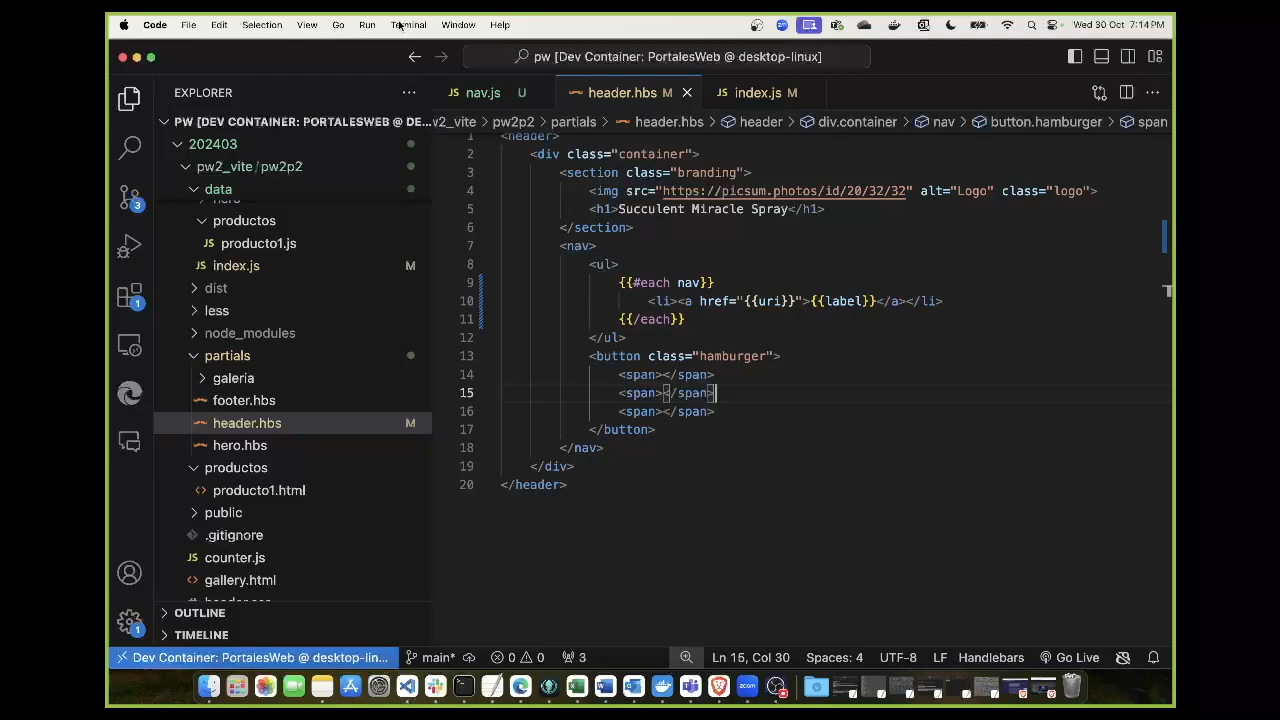 Code File Edit Selection View Go Run Terminal Window Help Wed 30 Oct 7:14 PM
pw [Dev Container: PortalesWeb @ desktop-linux]
EXPLORER
nav.js U
header.hbs M
index.js M
PW [DEV CONTAINER: PORTALESWEB @ DE...
w2_vite > pw2p2 > partials > header.hbs > header > div.container > nav > button.hamburger > span
202403
pw2_vite / pw2p2
data
productos
producto1.js
index.js M
dist
less
node_modules
partials
galeria
footer.hbs
header.hbs M
hero.hbs
productos
producto1.html
public
.gitignore
counter.js
gallery.html
OUTLINE
TIMELINE
1 <header>
2 <div class="container">
3 <section class="branding">
4 <img src="https://picsum.photos/id/20/32/32" alt="Logo" class="logo">
5 <h1>Succulent Miracle Spray</h1>
6 </section>
7 <nav>
8 <ul>
9 {{#each nav}}
10 <li><a href="{{uri}}">{{label}}</a></li>
11 {{/each}}
12 </ul>
13 <button class="hamburger">
14 <span></span>
15 <span></span>
16 <span></span>
17 </button>
18 </nav>
19 </div>
20 </header>
3
1
1
Dev Container: PortalesWeb @ desktop-lin... main* 0 0 3 Ln 15, Col 30 Spaces: 4 UTF-8 LF Handlebars Go Live
zoom